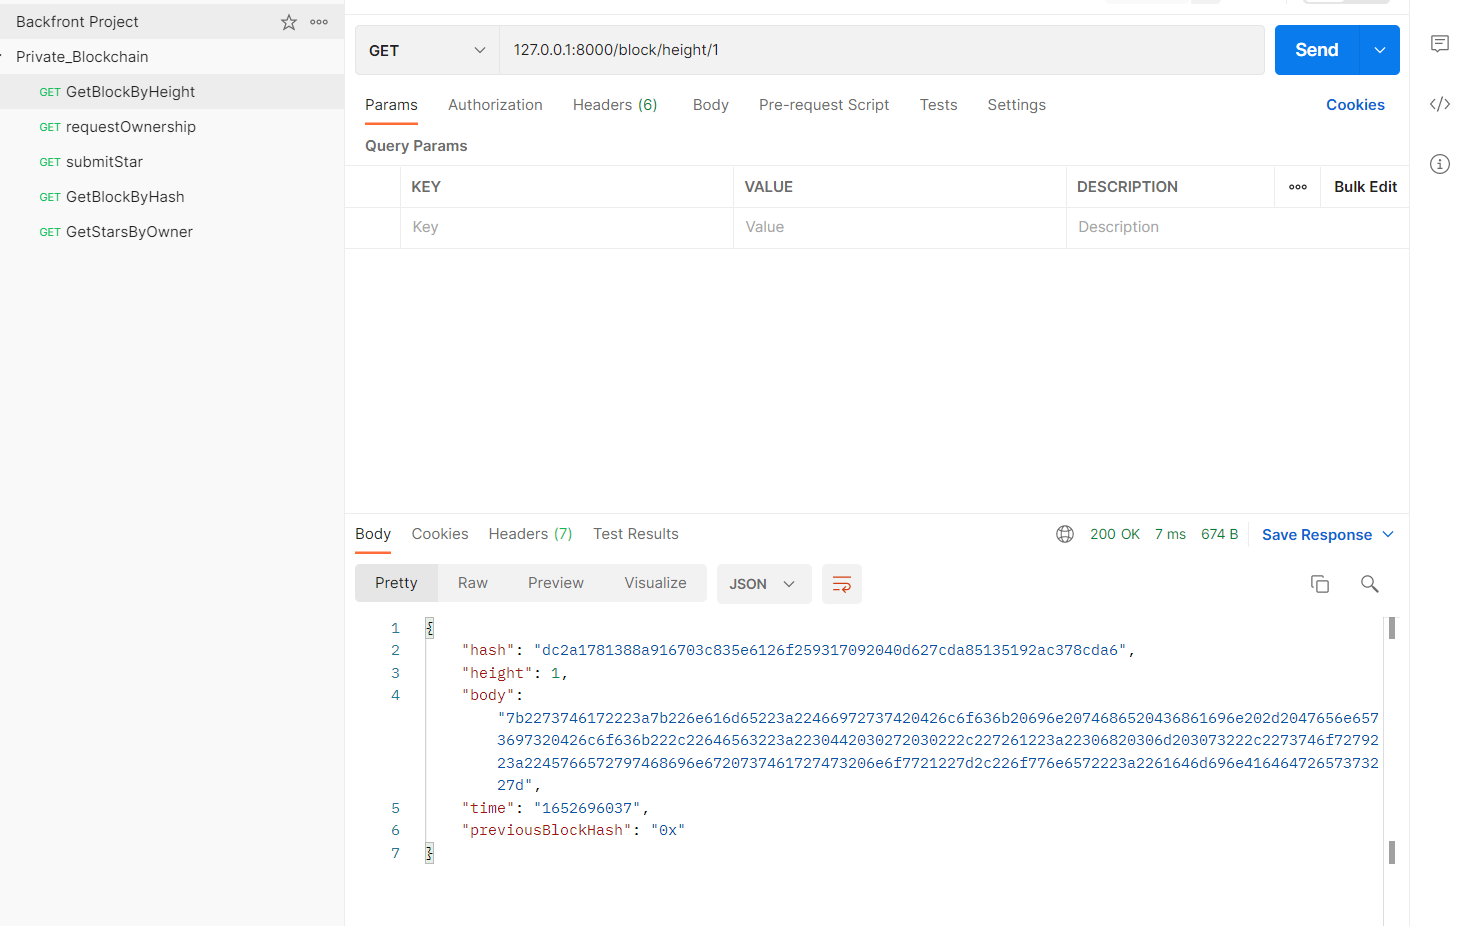 Backfront Project
Private_Blockchain
GET GetBlockByHeight
GET requestOwnership
GET submitStar
GET GetBlockByHash
GET GetStarsByOwner
GET 127.0.0.1:8000/block/height/1 Send
Params Authorization Headers (6) Body Pre-request Script Tests Settings Cookies
Query Params
KEY VALUE DESCRIPTION ooo Bulk Edit
Key Value Description
Body Cookies Headers (7) Test Results 200 OK 7 ms 674 B Save Response
Pretty Raw Preview Visualize JSON
1 {
2 "hash": "dc2a1781388a916703c835e6126f259317092040d627cda85135192ac378cda6",
3 "height": 1,
4 "body":
"7b2273746172223a7b226e616d65223a22466972737420426c6f636b20696e2074686520436861696e202d2047656e657
3697320426c6f636b222c22646563223a2230442030272030222c227261223a22306820306d203073222c2273746f7279
223a2245766572797468696e672073746172747473206e6f7721227d2c226f776e6572223a2261646d696e416464726573732
27d",
5 "time": "1652696037",
6 "previousBlockHash": "0x"
7 }